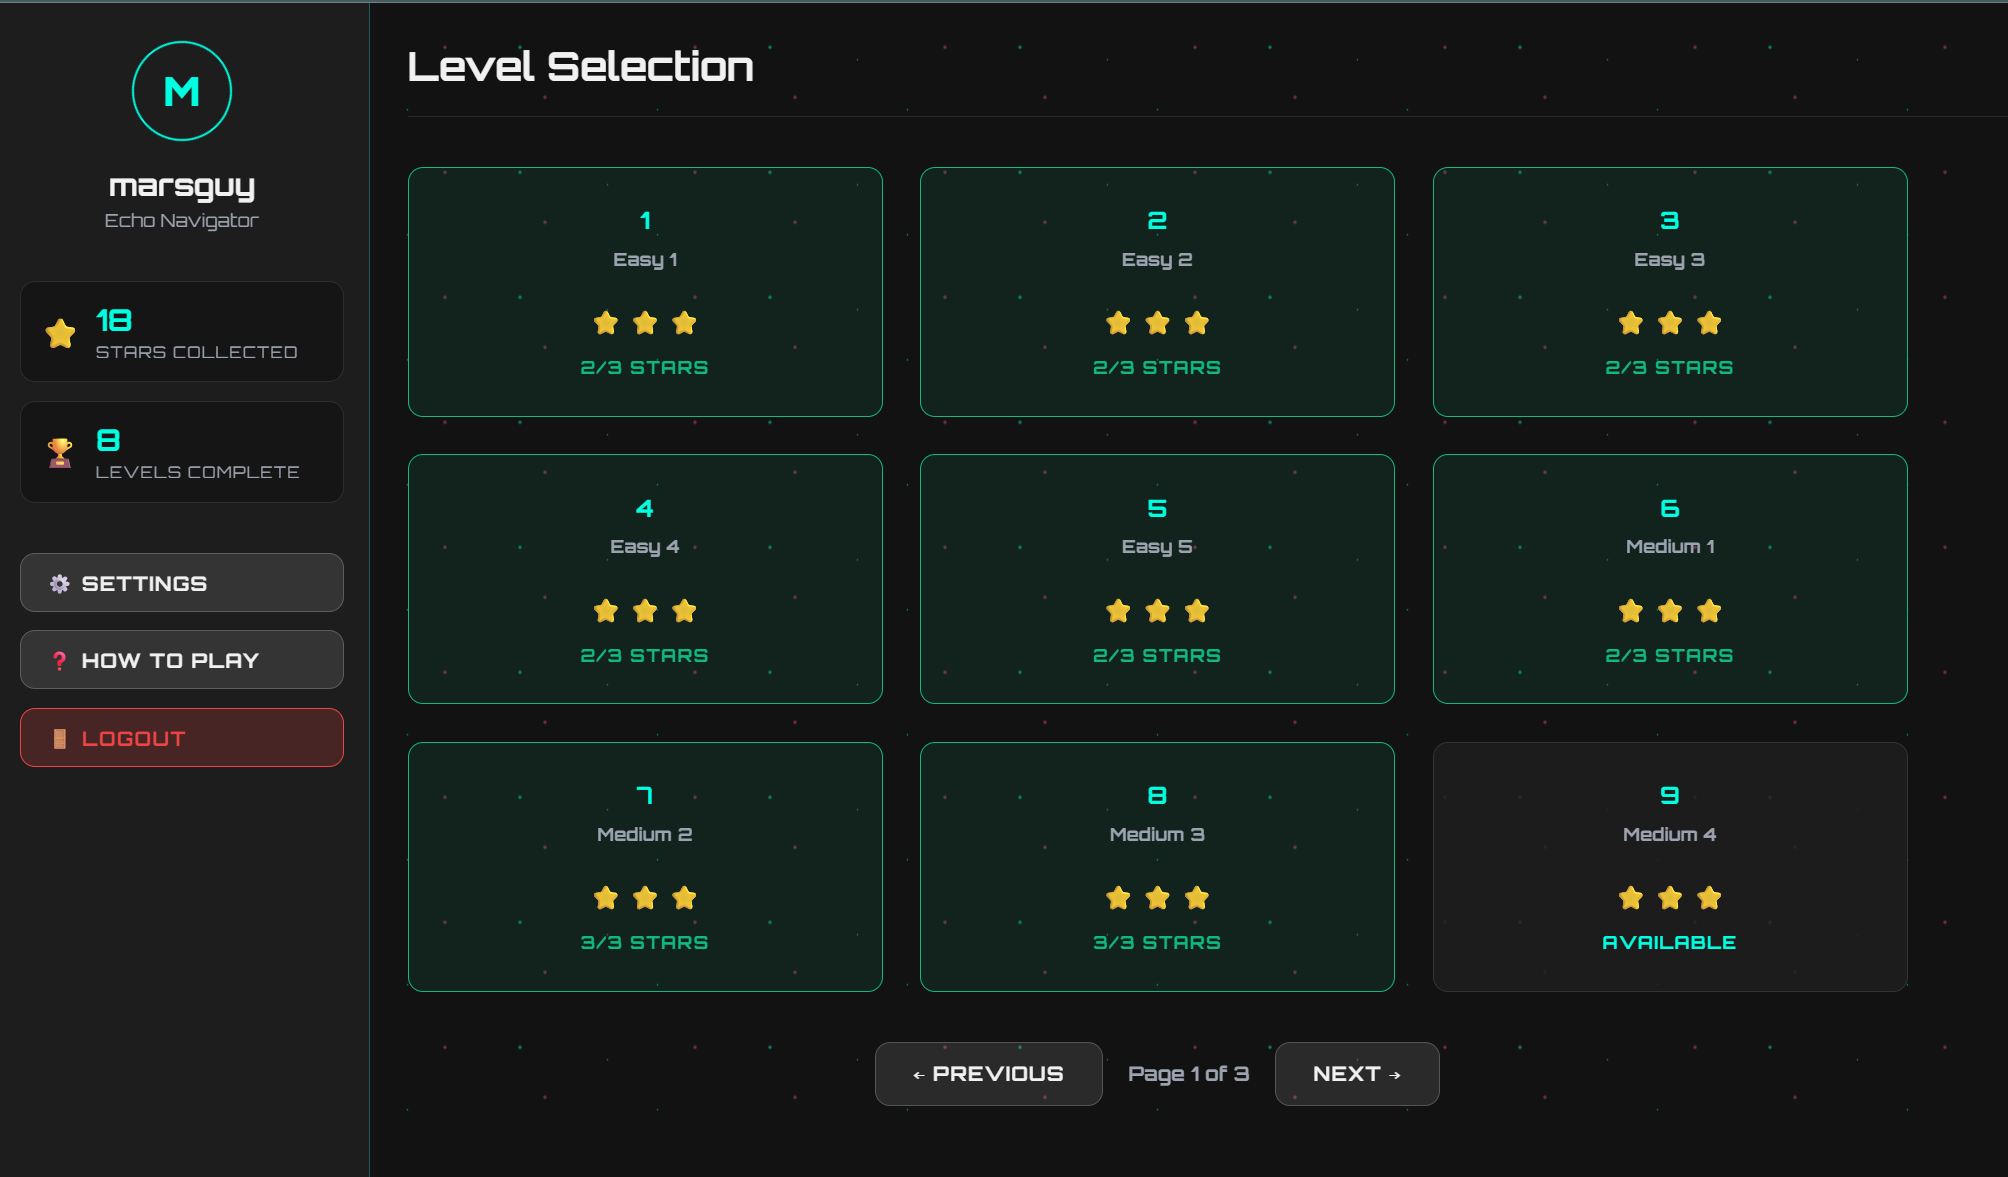 M
marsguy
Echo Navigator
18
STARS COLLECTED
8
LEVELS COMPLETE
SETTINGS
HOW TO PLAY
LOGOUT
Level Selection
1
Easy 1
2/3 STARS
2
Easy 2
2/3 STARS
3
Easy 3
2/3 STARS
4
Easy 4
2/3 STARS
5
Easy 5
2/3 STARS
6
Medium 1
2/3 STARS
7
Medium 2
3/3 STARS
8
Medium 3
3/3 STARS
9
Medium 4
AVAILABLE
← PREVIOUS
Page 1 of 3
NEXT →